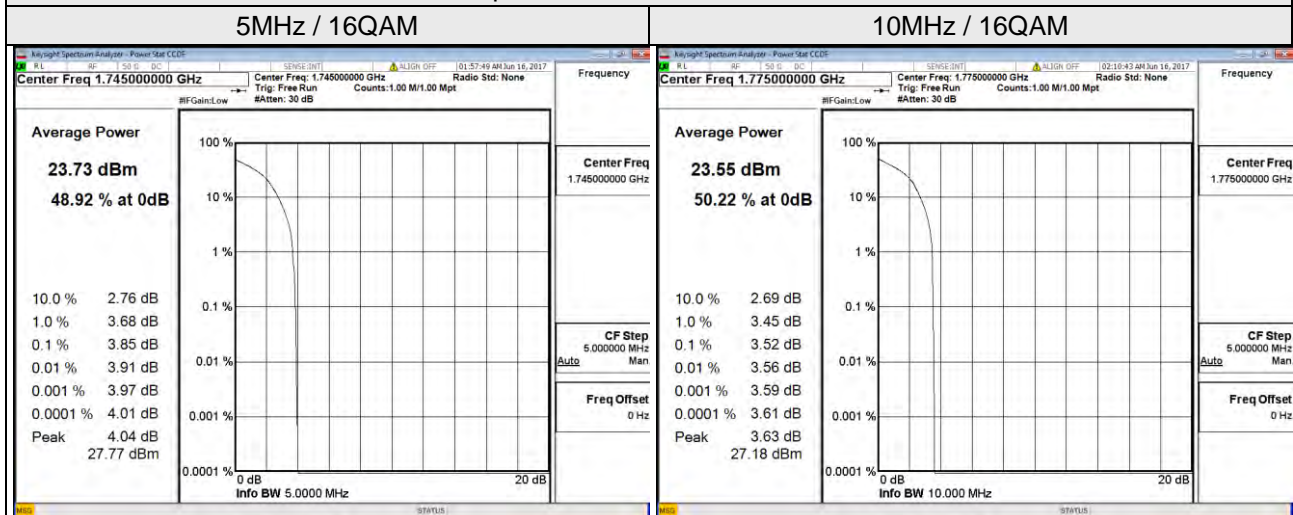 5MHz / 16QAM
10MHz / 16QAM
Keysight Spectrum Analyzer - Power Stat CCDF
RL RF 50 Ω DC SENSE:INT ALIGN OFF 01:57:49 AM Jun 16, 2017
Center Freq 1.745000000 GHz
Center Freq: 1.745000000 GHz Radio Std: None
Trig: Free Run Counts:1.00 M/1.00 Mpt
#IFGain:Low #Atten: 30 dB
Frequency
Average Power
23.73 dBm
48.92 % at 0dB
10.0 % 2.76 dB
1.0 % 3.68 dB
0.1 % 3.85 dB
0.01 % 3.91 dB
0.001 % 3.97 dB
0.0001 % 4.01 dB
Peak 4.04 dB
27.77 dBm
100 %
10 %
1 %
0.1 %
0.01 %
0.001 %
0.0001 %
0 dB 20 dB
Info BW 5.0000 MHz
Center Freq
1.745000000 GHz
CF Step
5.000000 MHz
Auto Man
Freq Offset
0 Hz
MSG STATUS
Keysight Spectrum Analyzer - Power Stat CCDF
RL RF 50 Ω DC SENSE:INT ALIGN OFF 02:10:43 AM Jun 16, 2017
Center Freq 1.775000000 GHz
Center Freq: 1.775000000 GHz Radio Std: None
Trig: Free Run Counts:1.00 M/1.00 Mpt
#IFGain:Low #Atten: 30 dB
Frequency
Average Power
23.55 dBm
50.22 % at 0dB
10.0 % 2.69 dB
1.0 % 3.45 dB
0.1 % 3.52 dB
0.01 % 3.56 dB
0.001 % 3.59 dB
0.0001 % 3.61 dB
Peak 3.63 dB
27.18 dBm
100 %
10 %
1 %
0.1 %
0.01 %
0.001 %
0.0001 %
0 dB 20 dB
Info BW 10.000 MHz
Center Freq
1.775000000 GHz
CF Step
5.000000 MHz
Auto Man
Freq Offset
0 Hz
MSG STATUS